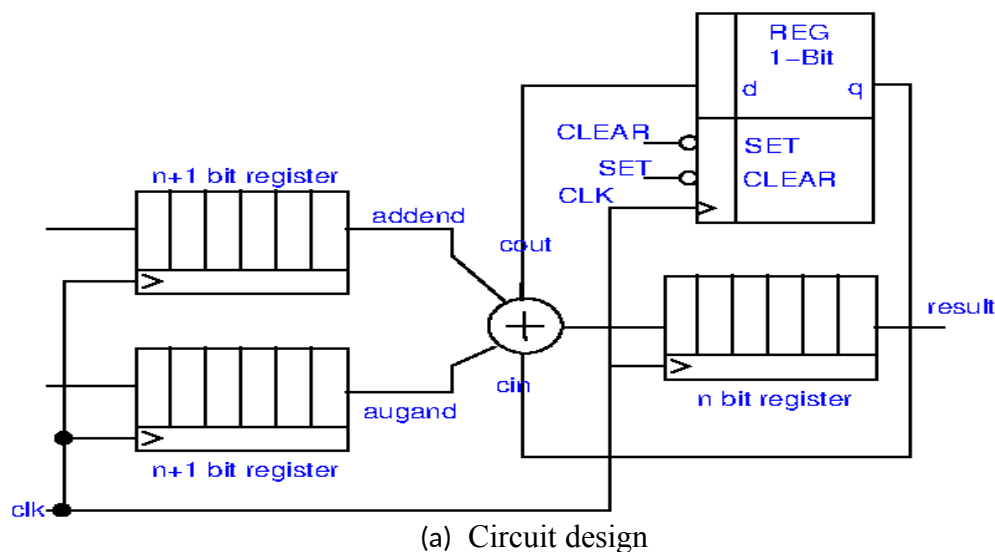 REG
1-Bit
d q
CLEAR
SET
SET
CLEAR
CLK
n+1 bit register
addend
cout
result
cin
augand
n bit register
n+1 bit register
clk
(a) Circuit design